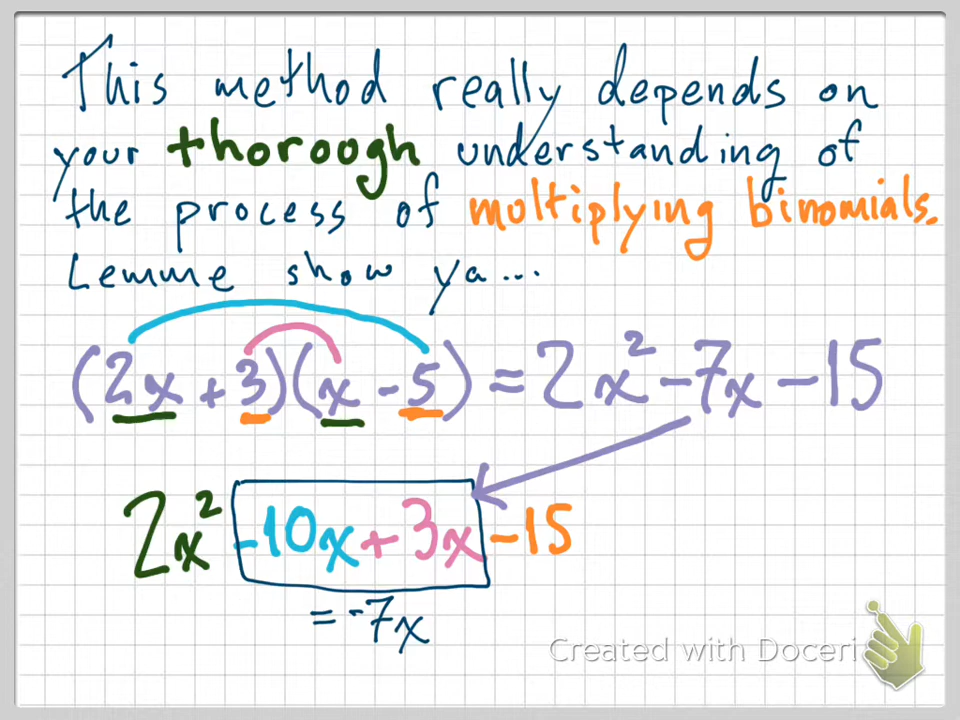 This method really depends on
your thoroogh understanding of
the process of multiplying binomials.
Lemme show ya...
(2x + 3)(x - 5) = 2x² - 7x - 15
2x² - 10x + 3x - 15
= -7x
Created with Doceri